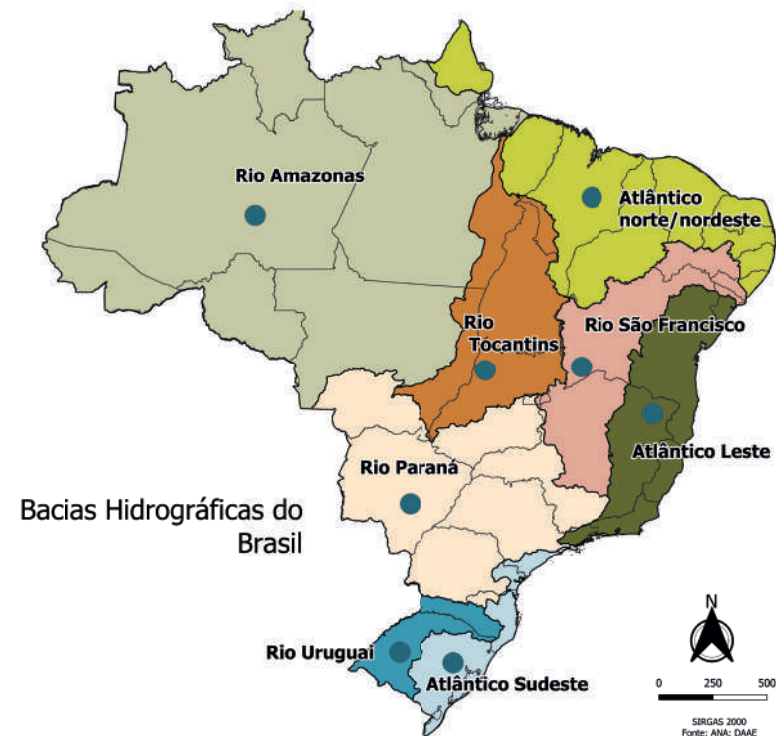 Rio Amazonas
Atlântico
norte/nordeste
Rio
Tocantins
Rio São Francisco
Atlântico Leste
Rio Paraná
Bacias Hidrográficas do
Brasil
Rio Uruguai
Atlântico Sudeste
N
0 250 500
SIRGAS 2000
Fonte: ANA; DAAE